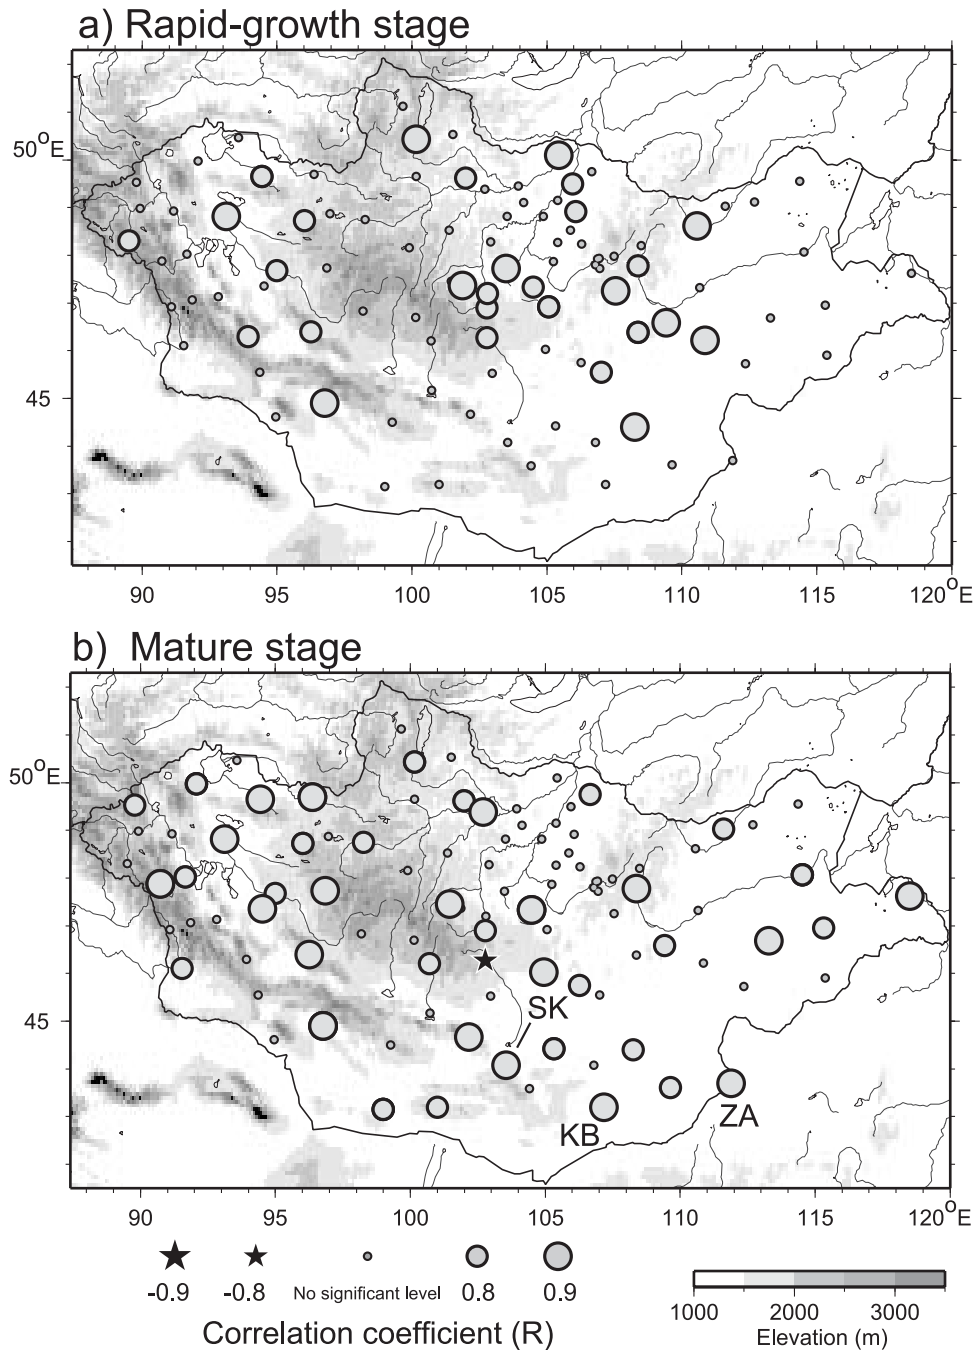 a) Rapid-growth stage
50°E
45
90 95 100 105 110 115 120°E
b) Mature stage
50°E
SK
45
KB
ZA
90 95 100 105 110 115 120°E
-0.9 -0.8 No significant level 0.8 0.9
Correlation coefficient (R)
1000 2000 3000
Elevation (m)